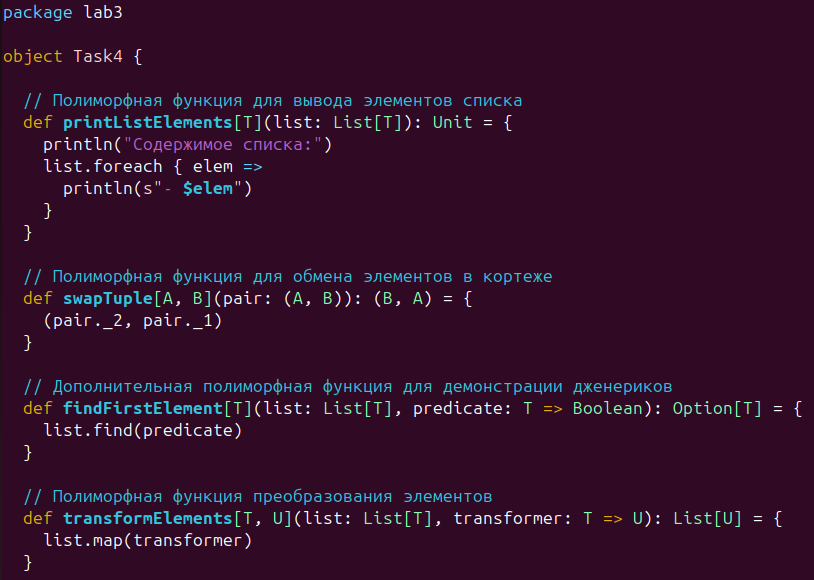 package lab3
object Task4 {
  // Полиморфная функция для вывода элементов списка
  def printListElements[T](list: List[T]): Unit = {
    println("Содержимое списка:")
    list.foreach { elem =>
      println(s"- $elem")
    }
  }
  // Полиморфная функция для обмена элементов в кортеже
  def swapTuple[A, B](pair: (A, B)): (B, A) = {
    (pair._2, pair._1)
  }
  // Дополнительная полиморфная функция для демонстрации дженериков
  def findFirstElement[T](list: List[T], predicate: T => Boolean): Option[T] = {
    list.find(predicate)
  }
  // Полиморфная функция преобразования элементов
  def transformElements[T, U](list: List[T], transformer: T => U): List[U] = {
    list.map(transformer)
  }